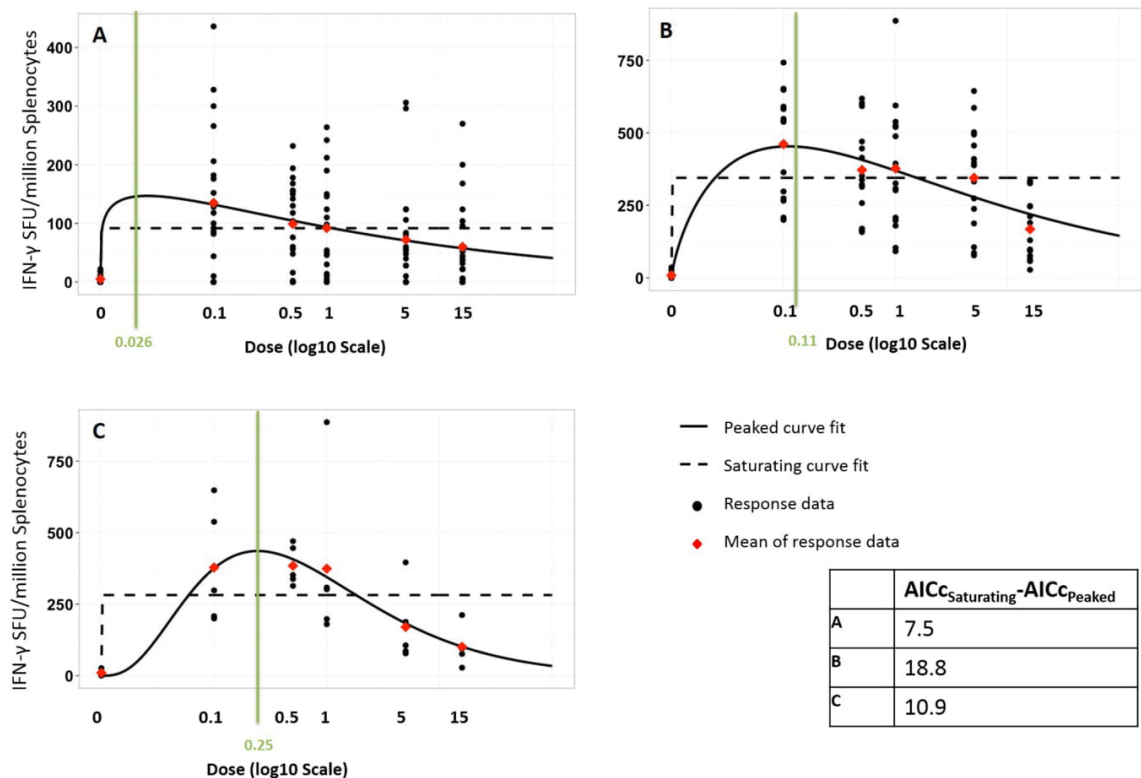 A
IFN-γ SFU/million Splenocytes
400
300
200
100
0
0 0.1 0.5 1 5 15
0.026
Dose (log10 Scale)
B
750
500
250
0
0 0.1 0.5 1 5 15
0.11 Dose (log10 Scale)
C
IFN-γ SFU/million Splenocytes
750
500
250
0
0 0.1 0.5 1 5 15
0.25
Dose (log10 Scale)
Peaked curve fit
Saturating curve fit
Response data
Mean of response data
AICcSaturating-AICcPeaked
A 7.5
B 18.8
C 10.9